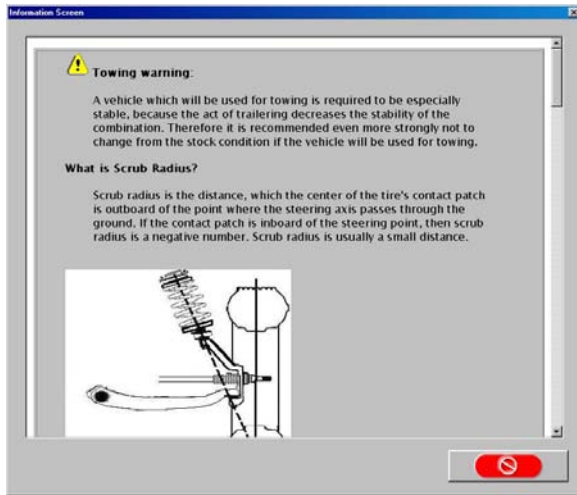 Information Screen
Towing warning:
A vehicle which will be used for towing is required to be especially
stable, because the act of trailering decreases the stability of the
combination. Therefore it is recommended even more strongly not to
change from the stock condition if the vehicle will be used for towing.
What is Scrub Radius?
Scrub radius is the distance, which the center of the tire's contact patch
is outboard of the point where the steering axis passes through the
ground. If the contact patch is inboard of the steering point, then scrub
radius is a negative number. Scrub radius is usually a small distance.